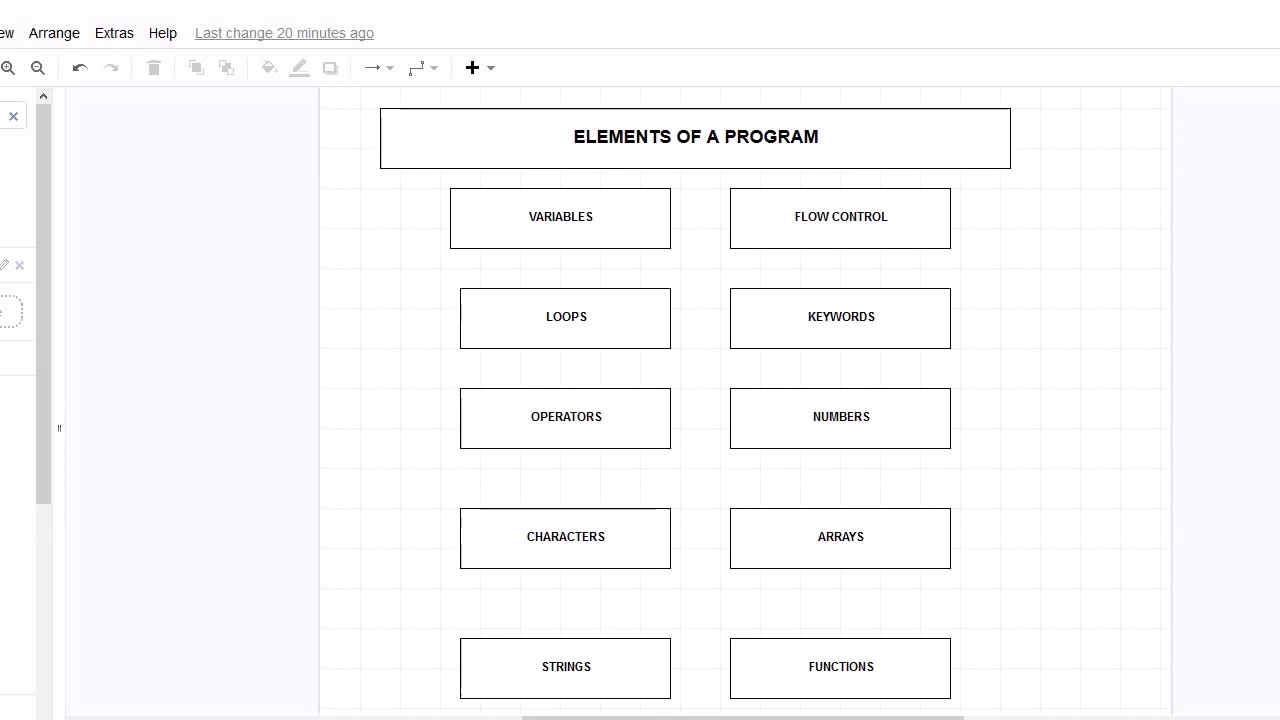 ew Arrange Extras Help Last change 20 minutes ago
ELEMENTS OF A PROGRAM
VARIABLES FLOW CONTROL
LOOPS KEYWORDS
OPERATORS NUMBERS
CHARACTERS ARRAYS
STRINGS FUNCTIONS